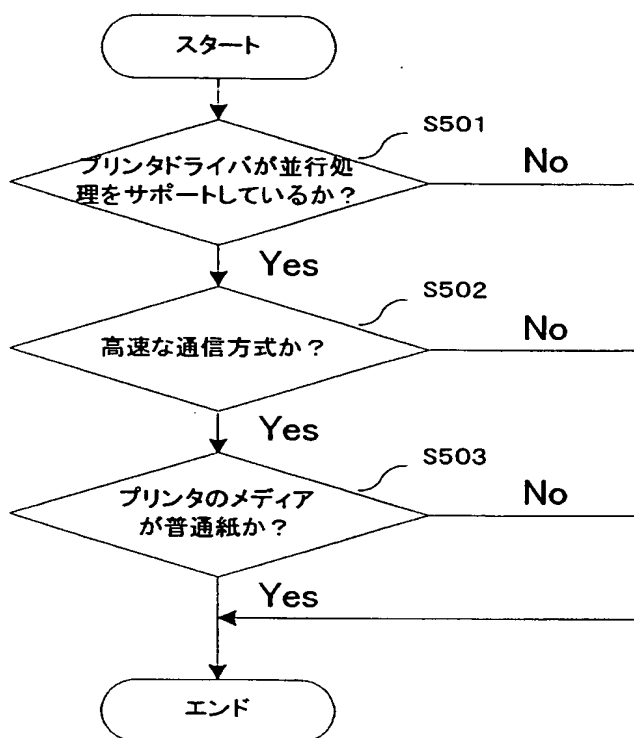 スタート
S501
プリンタドライバが並行処
理をサポートしているか?
No
Yes
S502
高速な通信方式か?
No
Yes
S503
プリンタのメディア
が普通紙か?
No
Yes
エンド